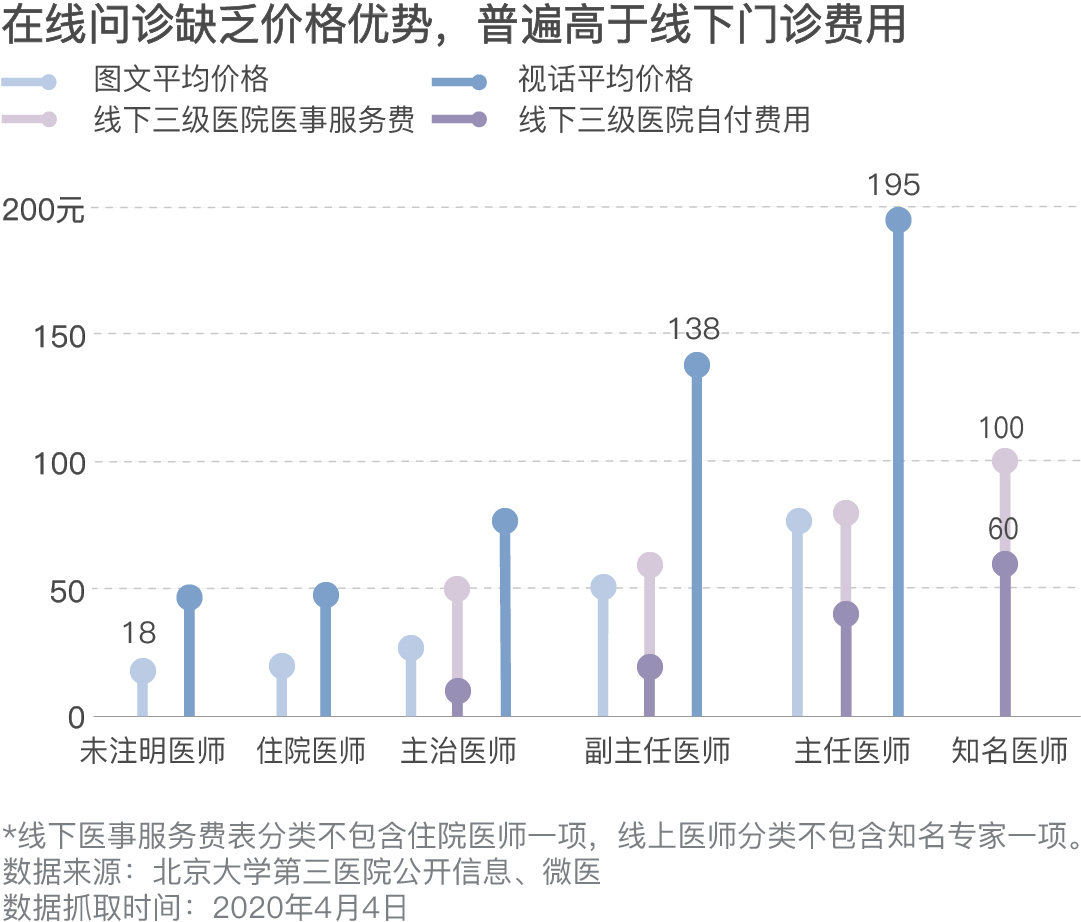 在线问诊缺乏价格优势，普遍高于线下门诊费用
图文平均价格 视话平均价格
线下三级医院医事服务费 线下三级医院自付费用
195
200元
138
150
100
100
60
50
18
0
未注明医师 住院医师 主治医师 副主任医师 主任医师 知名医师
*线下医事服务费表分类不包含住院医师一项，线上医师分类不包含知名专家一项。
数据来源：北京大学第三医院公开信息、微医
数据抓取时间：2020年4月4日